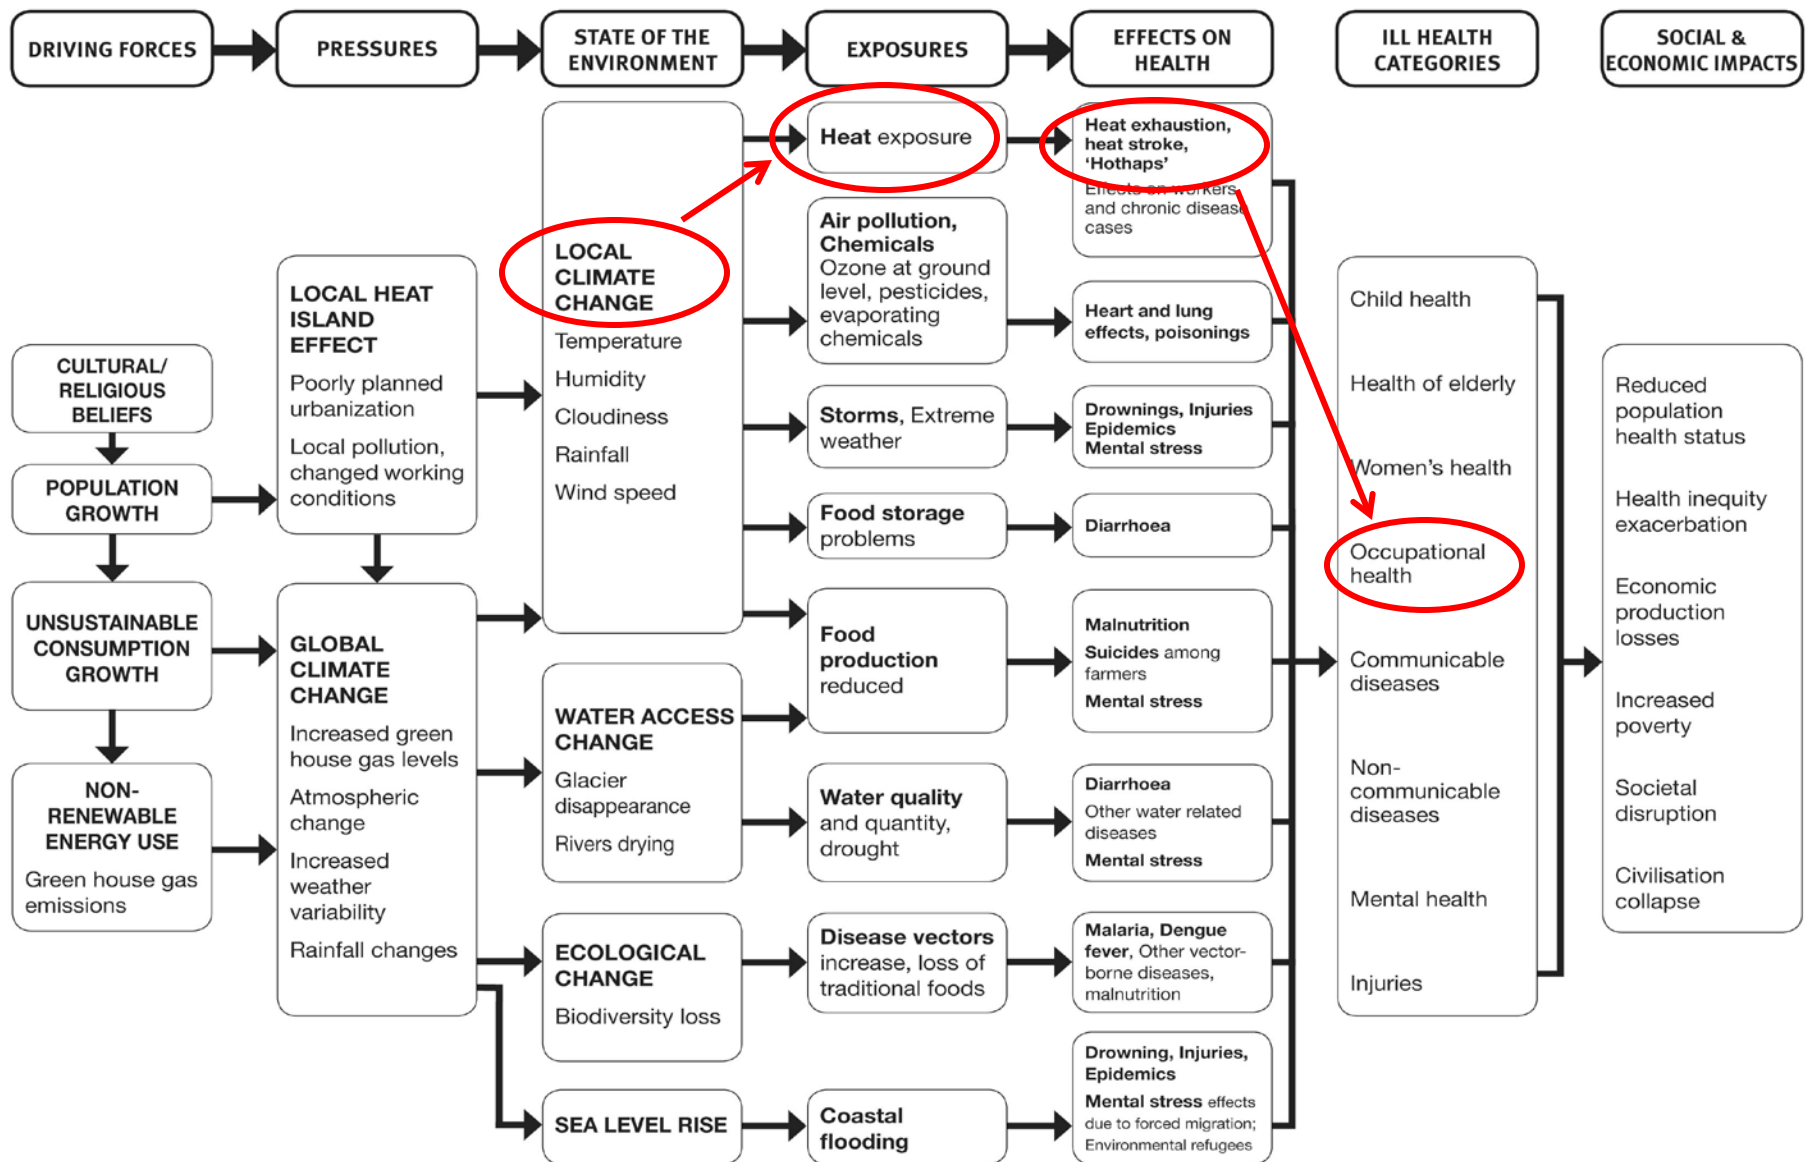 DRIVING FORCES
PRESSURES
STATE OF THE
ENVIRONMENT
EXPOSURES
EFFECTS ON
HEALTH
ILL HEALTH
CATEGORIES
SOCIAL &
ECONOMIC IMPACTS
CULTURAL/
RELIGIOUS
BELIEFS
POPULATION
GROWTH
UNSUSTAINABLE
CONSUMPTION
GROWTH
NON-
RENEWABLE
ENERGY USE
Green house gas
emissions
LOCAL HEAT
ISLAND
EFFECT
Poorly planned
urbanization
Local pollution,
changed working
conditions
GLOBAL
CLIMATE
CHANGE
Increased green
house gas levels
Atmospheric
change
Increased
weather
variability
Rainfall changes
LOCAL
CLIMATE
CHANGE
Temperature
Humidity
Cloudiness
Rainfall
Wind speed
WATER ACCESS
CHANGE
Glacier
disappearance
Rivers drying
ECOLOGICAL
CHANGE
Biodiversity loss
SEA LEVEL RISE
Heat exposure
Air pollution,
Chemicals
Ozone at ground
level, pesticides,
evaporating
chemicals
Storms, Extreme
weather
Food storage
problems
Food
production
reduced
Water quality
and quantity,
drought
Disease vectors
increase, loss of
traditional foods
Coastal
flooding
Heat exhaustion,
heat stroke,
‘Hothaps’
Effects on workers
and chronic disease
cases
Heart and lung
effects, poisonings
Drownings, Injuries
Epidemics
Mental stress
Diarrhoea
Malnutrition
Suicides among
farmers
Mental stress
Diarrhoea
Other water related
diseases
Mental stress
Malaria, Dengue
fever, Other vector-
borne diseases,
malnutrition
Drowning, Injuries,
Epidemics
Mental stress effects
due to forced migration;
Environmental refugees
Child health
Health of elderly
Women’s health
Occupational
health
Communicable
diseases
Non-
communicable
diseases
Mental health
Injuries
Reduced
population
health status
Health inequity
exacerbation
Economic
production
losses
Increased
poverty
Societal
disruption
Civilisation
collapse